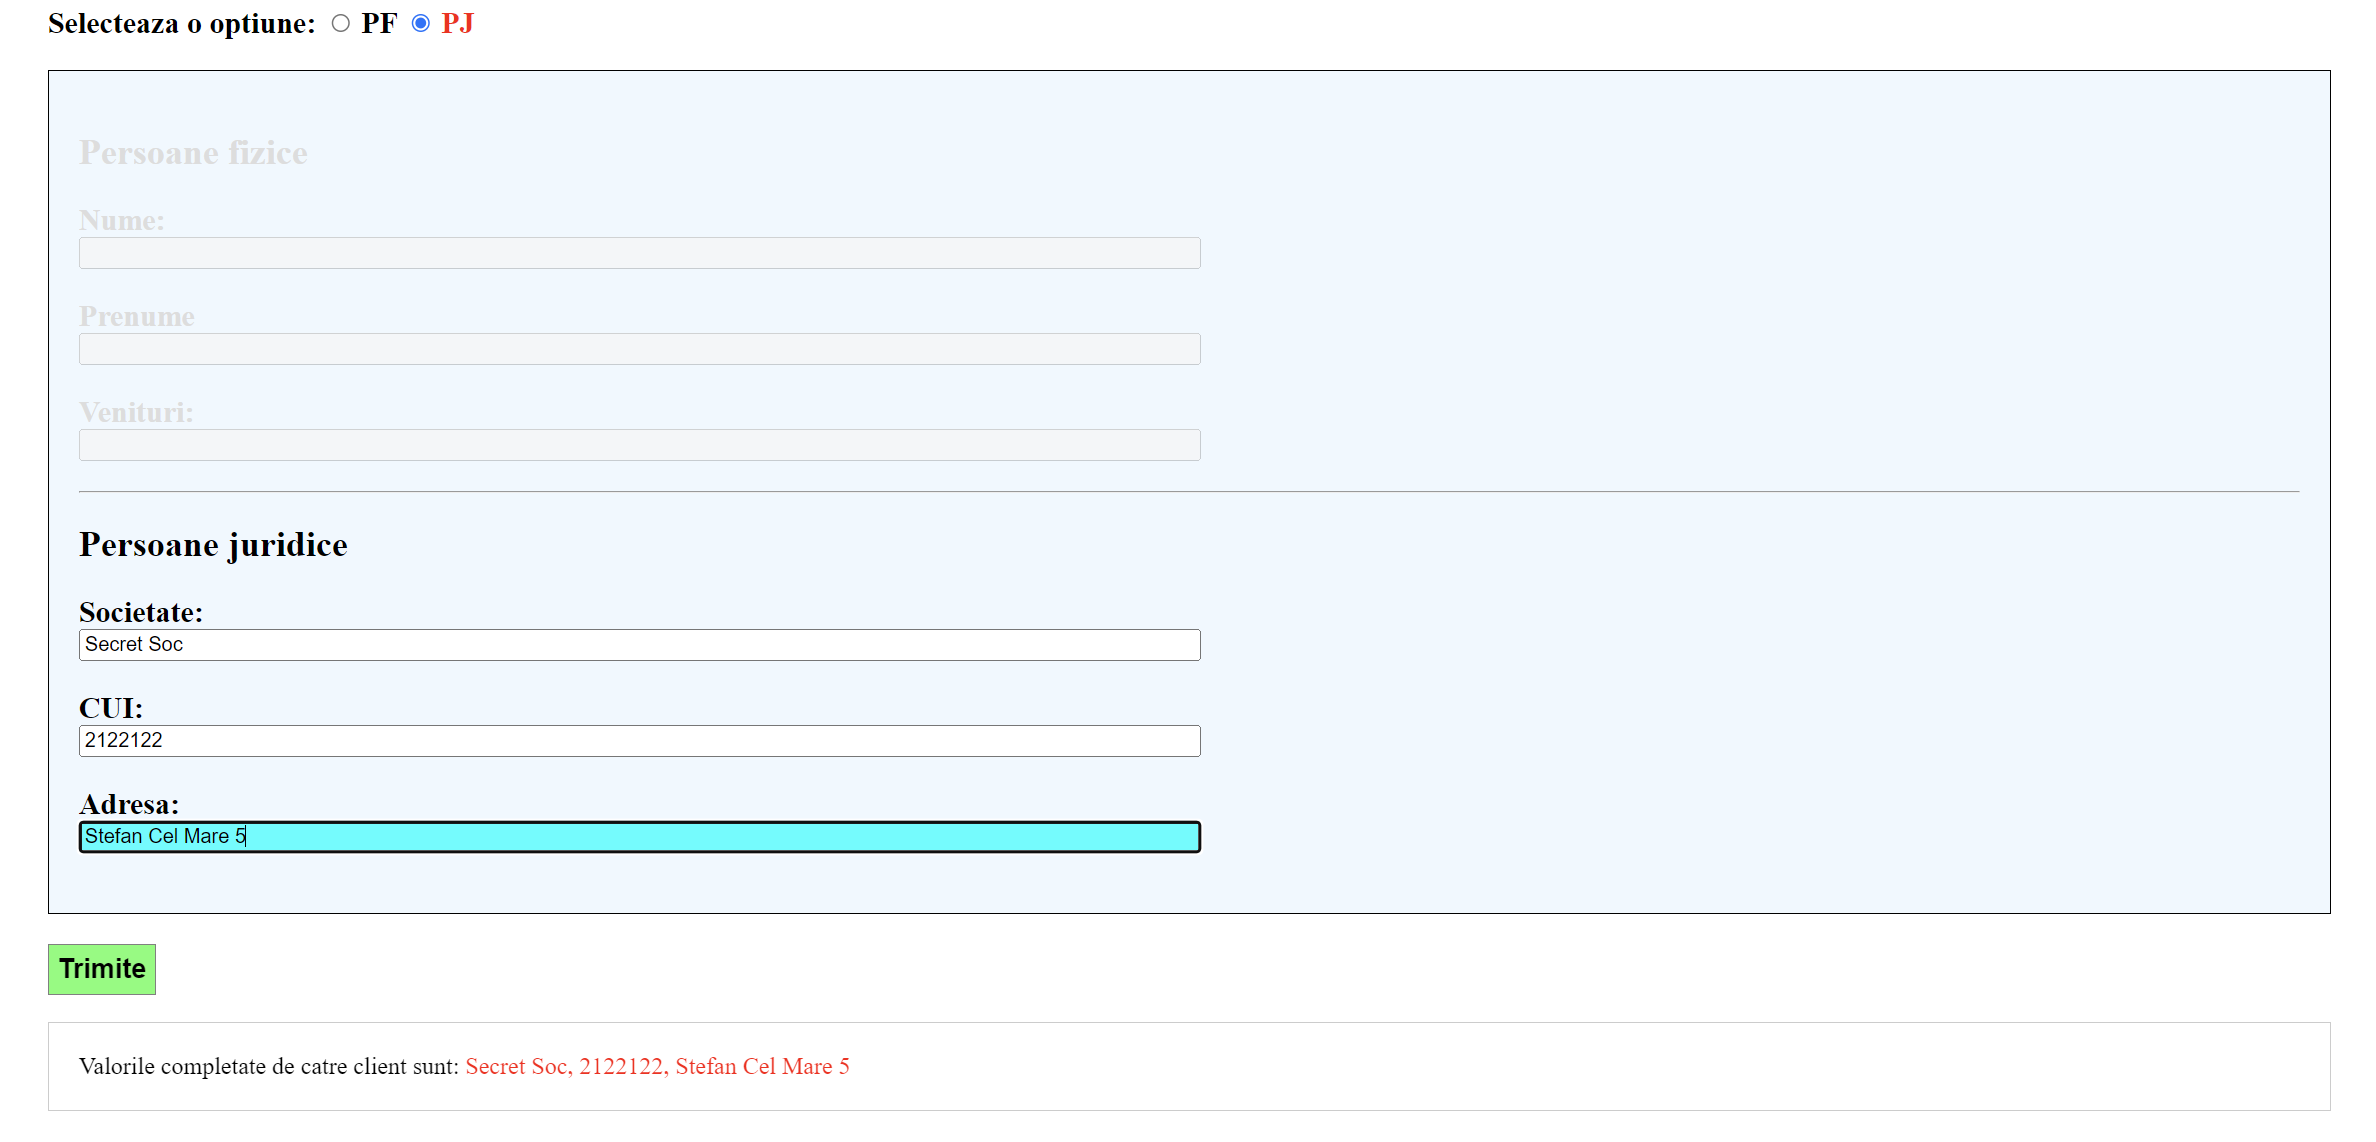 Selecteaza o optiune: PF PJ
Persoane fizice
Nume:
Prenume
Venituri:
Persoane juridice
Societate:
Secret Soc
CUI:
2122122
Adresa:
Stefan Cel Mare 5
Trimite
Valorile completate de catre client sunt: Secret Soc, 2122122, Stefan Cel Mare 5